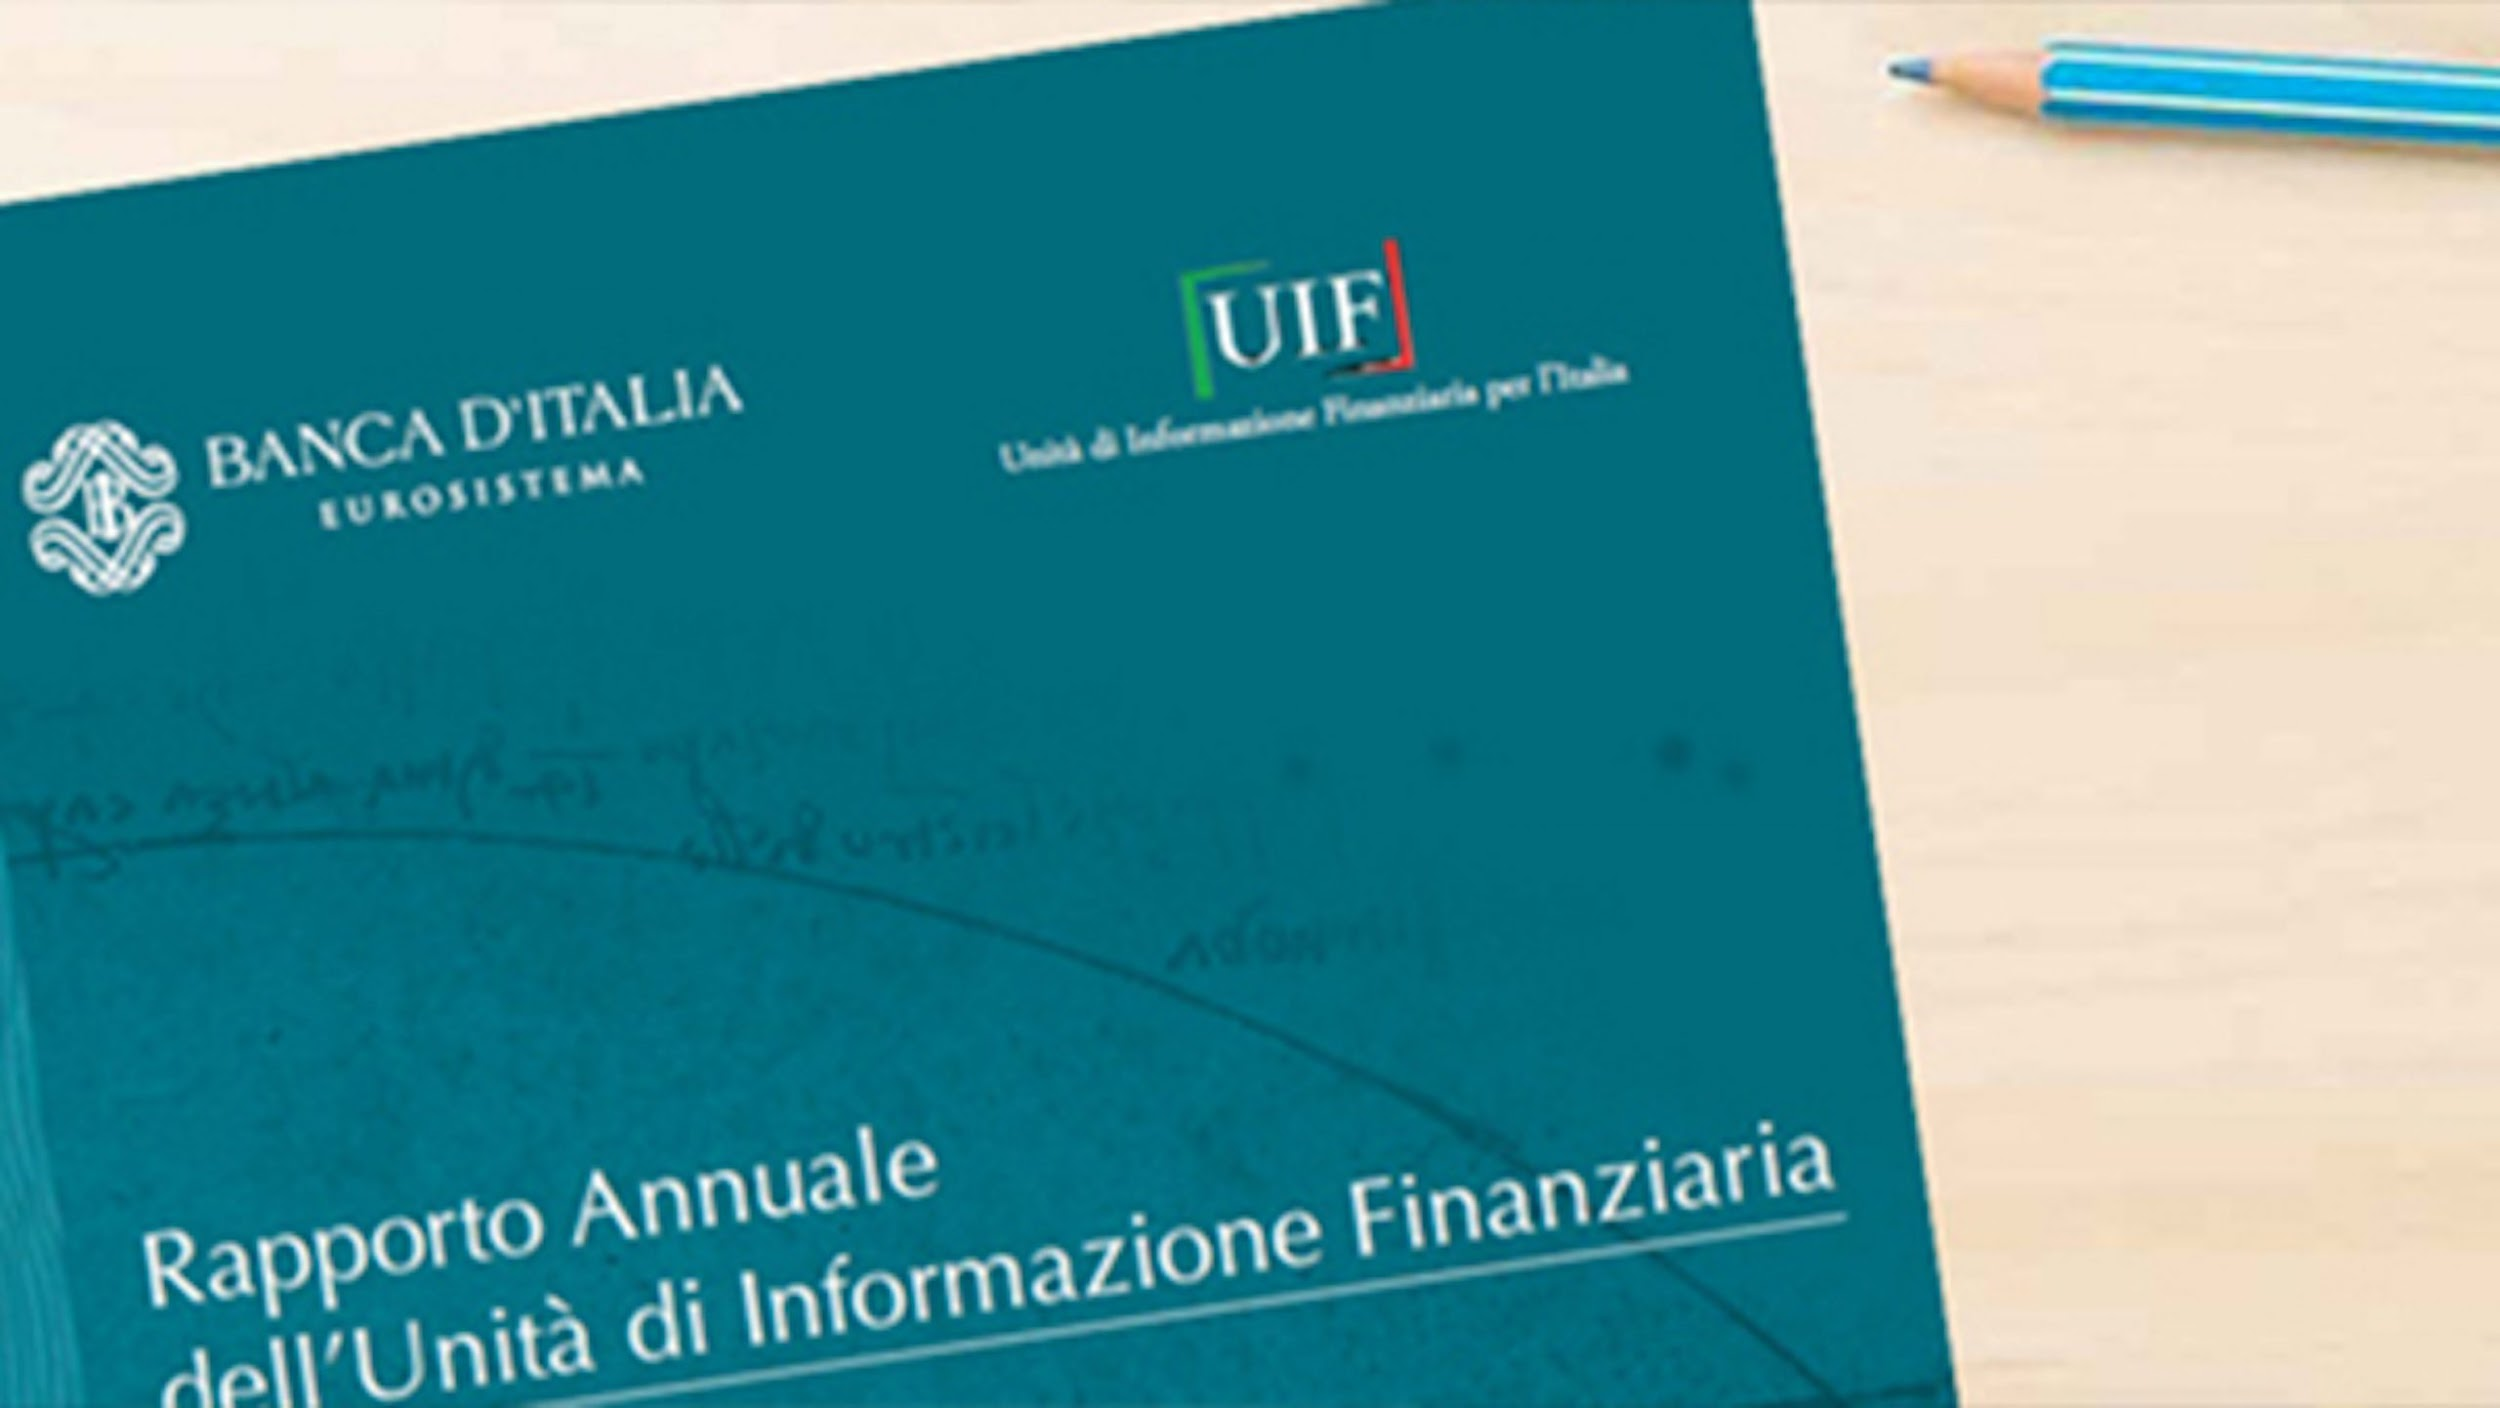 BANCA D'ITALIA
EUROSISTEMA
UIF
Unità di Informazione Finanziaria per l'Italia
Rapporto Annuale
dell'Unità di Informazione Finanziaria